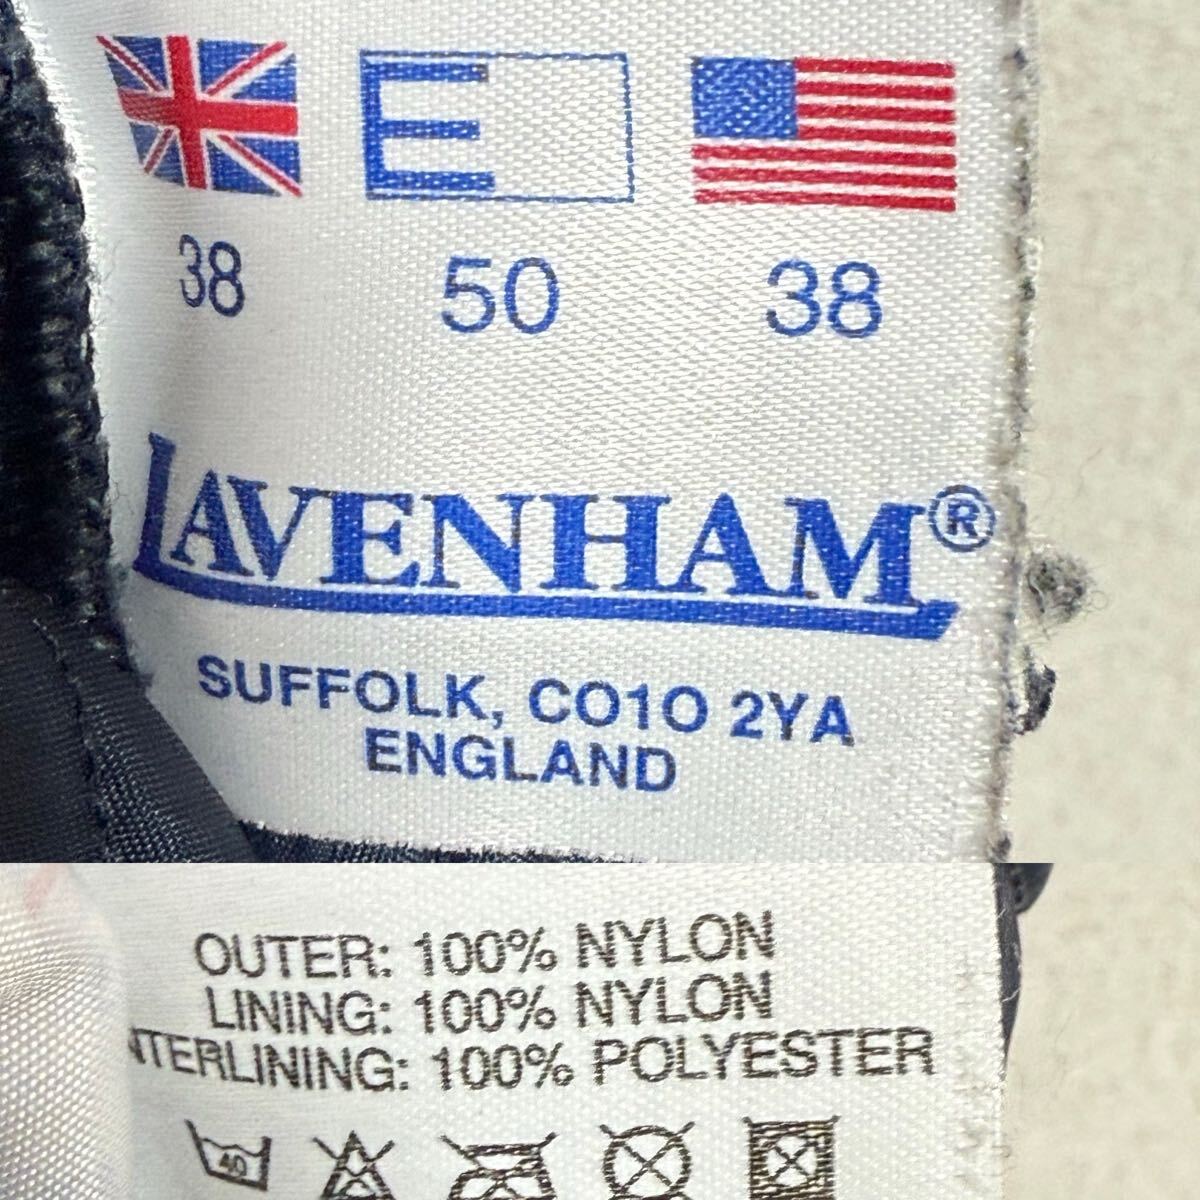 E
38 50 38
LAVENHAM®
SUFFOLK, CO10 2YA
ENGLAND
OUTER: 100% NYLON
LINING: 100% NYLON
NTERLINING: 100% POLYESTER
40